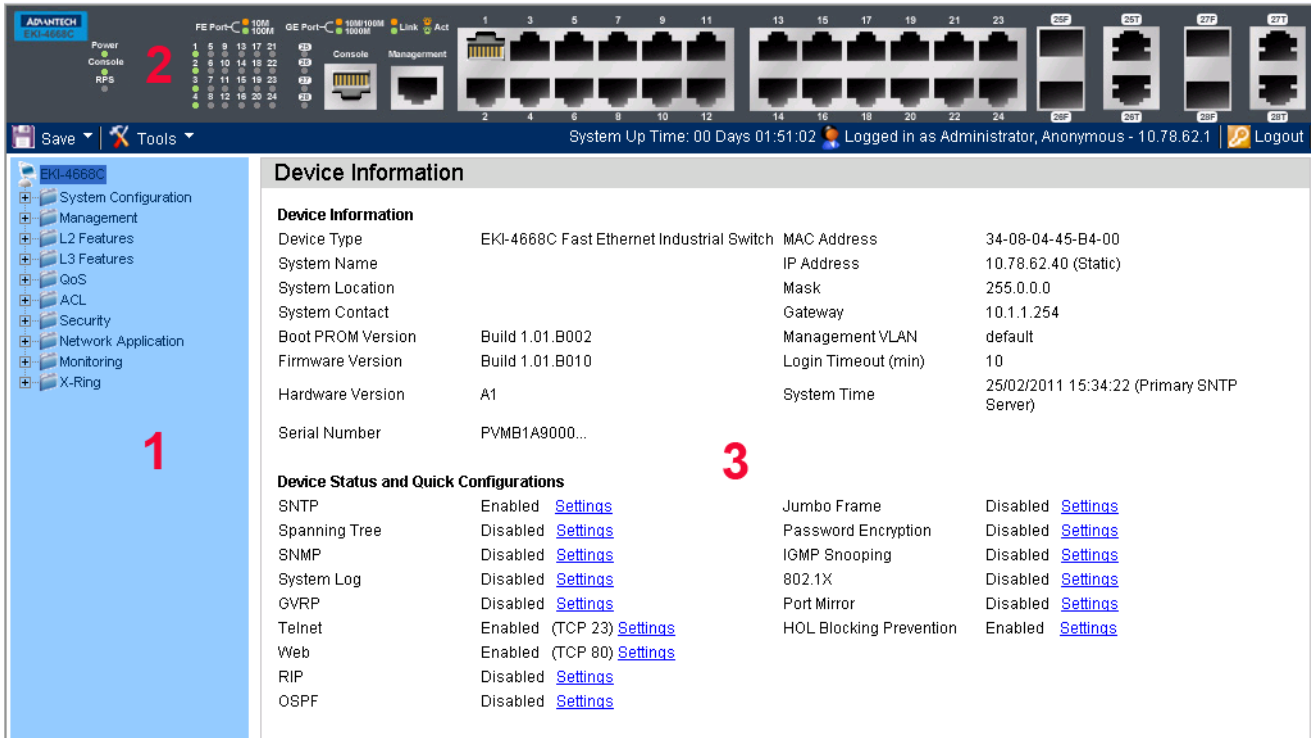 ADVANTECH
EKI-4668C
FE Port 10M 100M GE Port 10M/100M 1000M Link Act
Power
Console
RPS
2
1 5 9 13 17 21 25
2 6 10 14 18 22 26
3 7 11 15 19 23 27
4 8 12 16 20 24 28
Console Management
1 3 5 7 9 11 13 15 17 19 21 23 25F 25T 27F 27T
2 4 6 8 10 12 14 16 18 20 22 24 26F 26T 28F 28T
Save Tools System Up Time: 00 Days 01:51:02 Logged in as Administrator, Anonymous - 10.78.62.1 Logout
EKI-4668C
System Configuration
Management
L2 Features
L3 Features
QoS
ACL
Security
Network Application
Monitoring
X-Ring
1
Device Information
Device Information
Device Type EKI-4668C Fast Ethernet Industrial Switch MAC Address 34-08-04-45-B4-00
System Name IP Address 10.78.62.40 (Static)
System Location Mask 255.0.0.0
System Contact Gateway 10.1.1.254
Boot PROM Version Build 1.01.B002 Management VLAN default
Firmware Version Build 1.01.B010 Login Timeout (min) 10
Hardware Version A1 System Time 25/02/2011 15:34:22 (Primary SNTP
Server)
Serial Number PVMB1A9000...
3
Device Status and Quick Configurations
SNTP Enabled Settings Jumbo Frame Disabled Settings
Spanning Tree Disabled Settings Password Encryption Disabled Settings
SNMP Disabled Settings IGMP Snooping Disabled Settings
System Log Disabled Settings 802.1X Disabled Settings
GVRP Disabled Settings Port Mirror Disabled Settings
Telnet Enabled (TCP 23) Settings HOL Blocking Prevention Enabled Settings
Web Enabled (TCP 80) Settings
RIP Disabled Settings
OSPF Disabled Settings